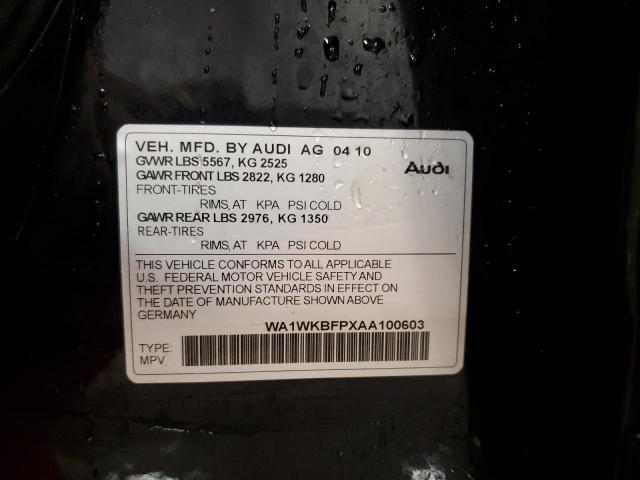 VEH. MFD. BY AUDI AG 04 10
GVWR LBS 5567, KG 2525
GAWR FRONT LBS 2822, KG 1280
FRONT-TIRES
RIMS, AT KPA PSI COLD
GAWR REAR LBS 2976, KG 1350
REAR-TIRES
RIMS, AT KPA PSI COLD
Audi
THIS VEHICLE CONFORMS TO ALL APPLICABLE
U.S. FEDERAL MOTOR VEHICLE SAFETY AND
THEFT PREVENTION STANDARDS IN EFFECT ON
THE DATE OF MANUFACTURE SHOWN ABOVE
GERMANY
WA1WKBFPXAA100603
TYPE:
MPV